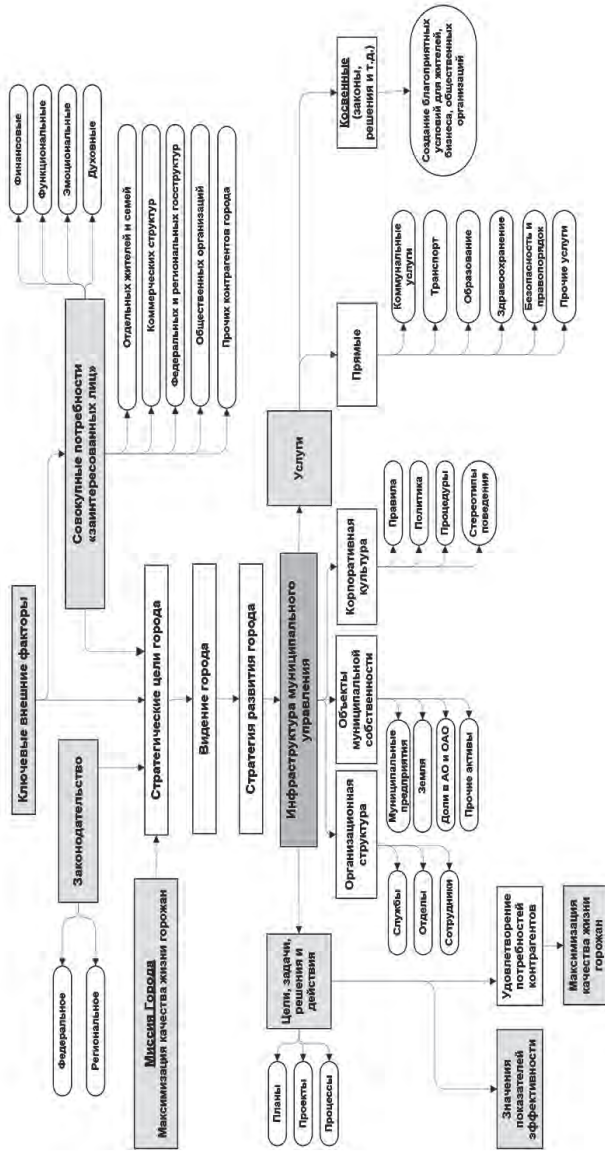 Ключевые внешние факторы
Законодательство
Федеральное
Региональное
Совокупные потребности
«заинтересованных лиц»
Финансовые
Функциональные
Эмоциональные
Духовные
Отдельных жителей и семей
Коммерческих структур
Федеральных и региональных госструктур
Общественных организаций
Прочих контрагентов города
Миссия Города
Максимизация качества жизни горожан
Стратегические цели города
Видение города
Стратегия развития города
Инфраструктура муниципального
управления
Цели, задачи,
решения и
действия
Планы
Проекты
Процессы
Услуги
Организационная
структура
Службы
Отделы
Сотрудники
Объекты
муниципальной
собственности
Муниципальные
предприятия
Земля
Доли в АО и ОАО
Прочие активы
Корпоративная
культура
Правила
Политика
Процедуры
Стереотипы
поведения
Прямые
Коммунальные
услуги
Транспорт
Образование
Здравоохранение
Безопасность и
правопорядок
Прочие услуги
Косвенные
(законы,
решения и т.д.)
Создание благоприятных
условий для жителей,
бизнеса, общественных
организаций
Значения
показателей
эффективности
Удовлетворение
потребностей
контрагентов
Максимизация
качества жизни
горожан